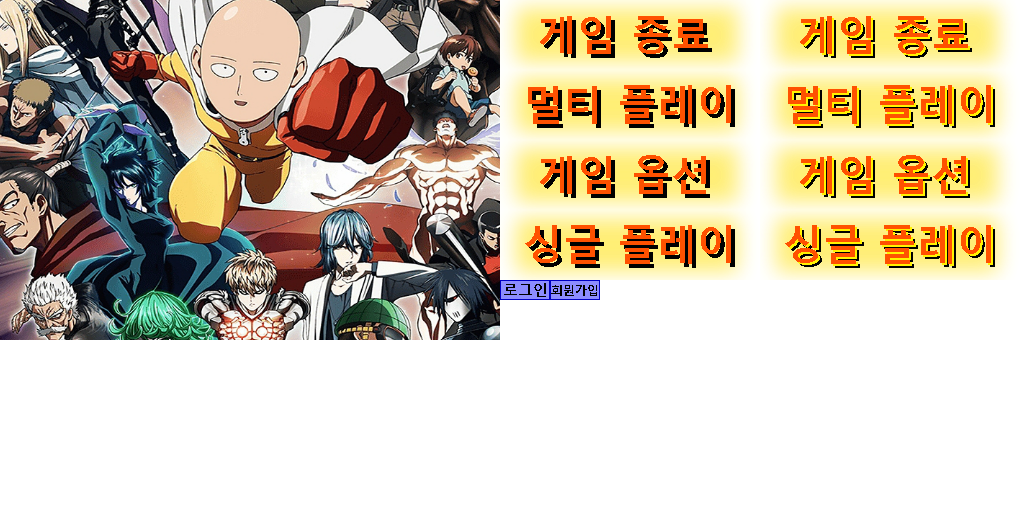 게임 종료 게임 종료
멀티 플레이 멀티 플레이
게임 옵션 게임 옵션
싱글 플레이 싱글 플레이
로그인 회원가입